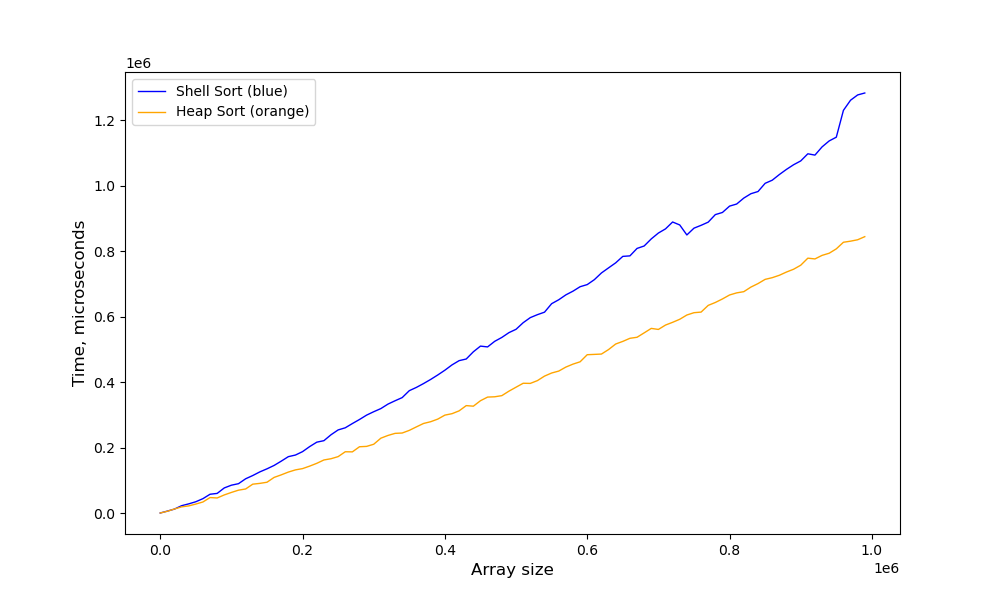 1e6
Shell Sort (blue)
Heap Sort (orange)
1.2
1.0
0.8
0.6
0.4
0.2
0.0
Time, microseconds
0.0 0.2 0.4 0.6 0.8 1.0
1e6
Array size